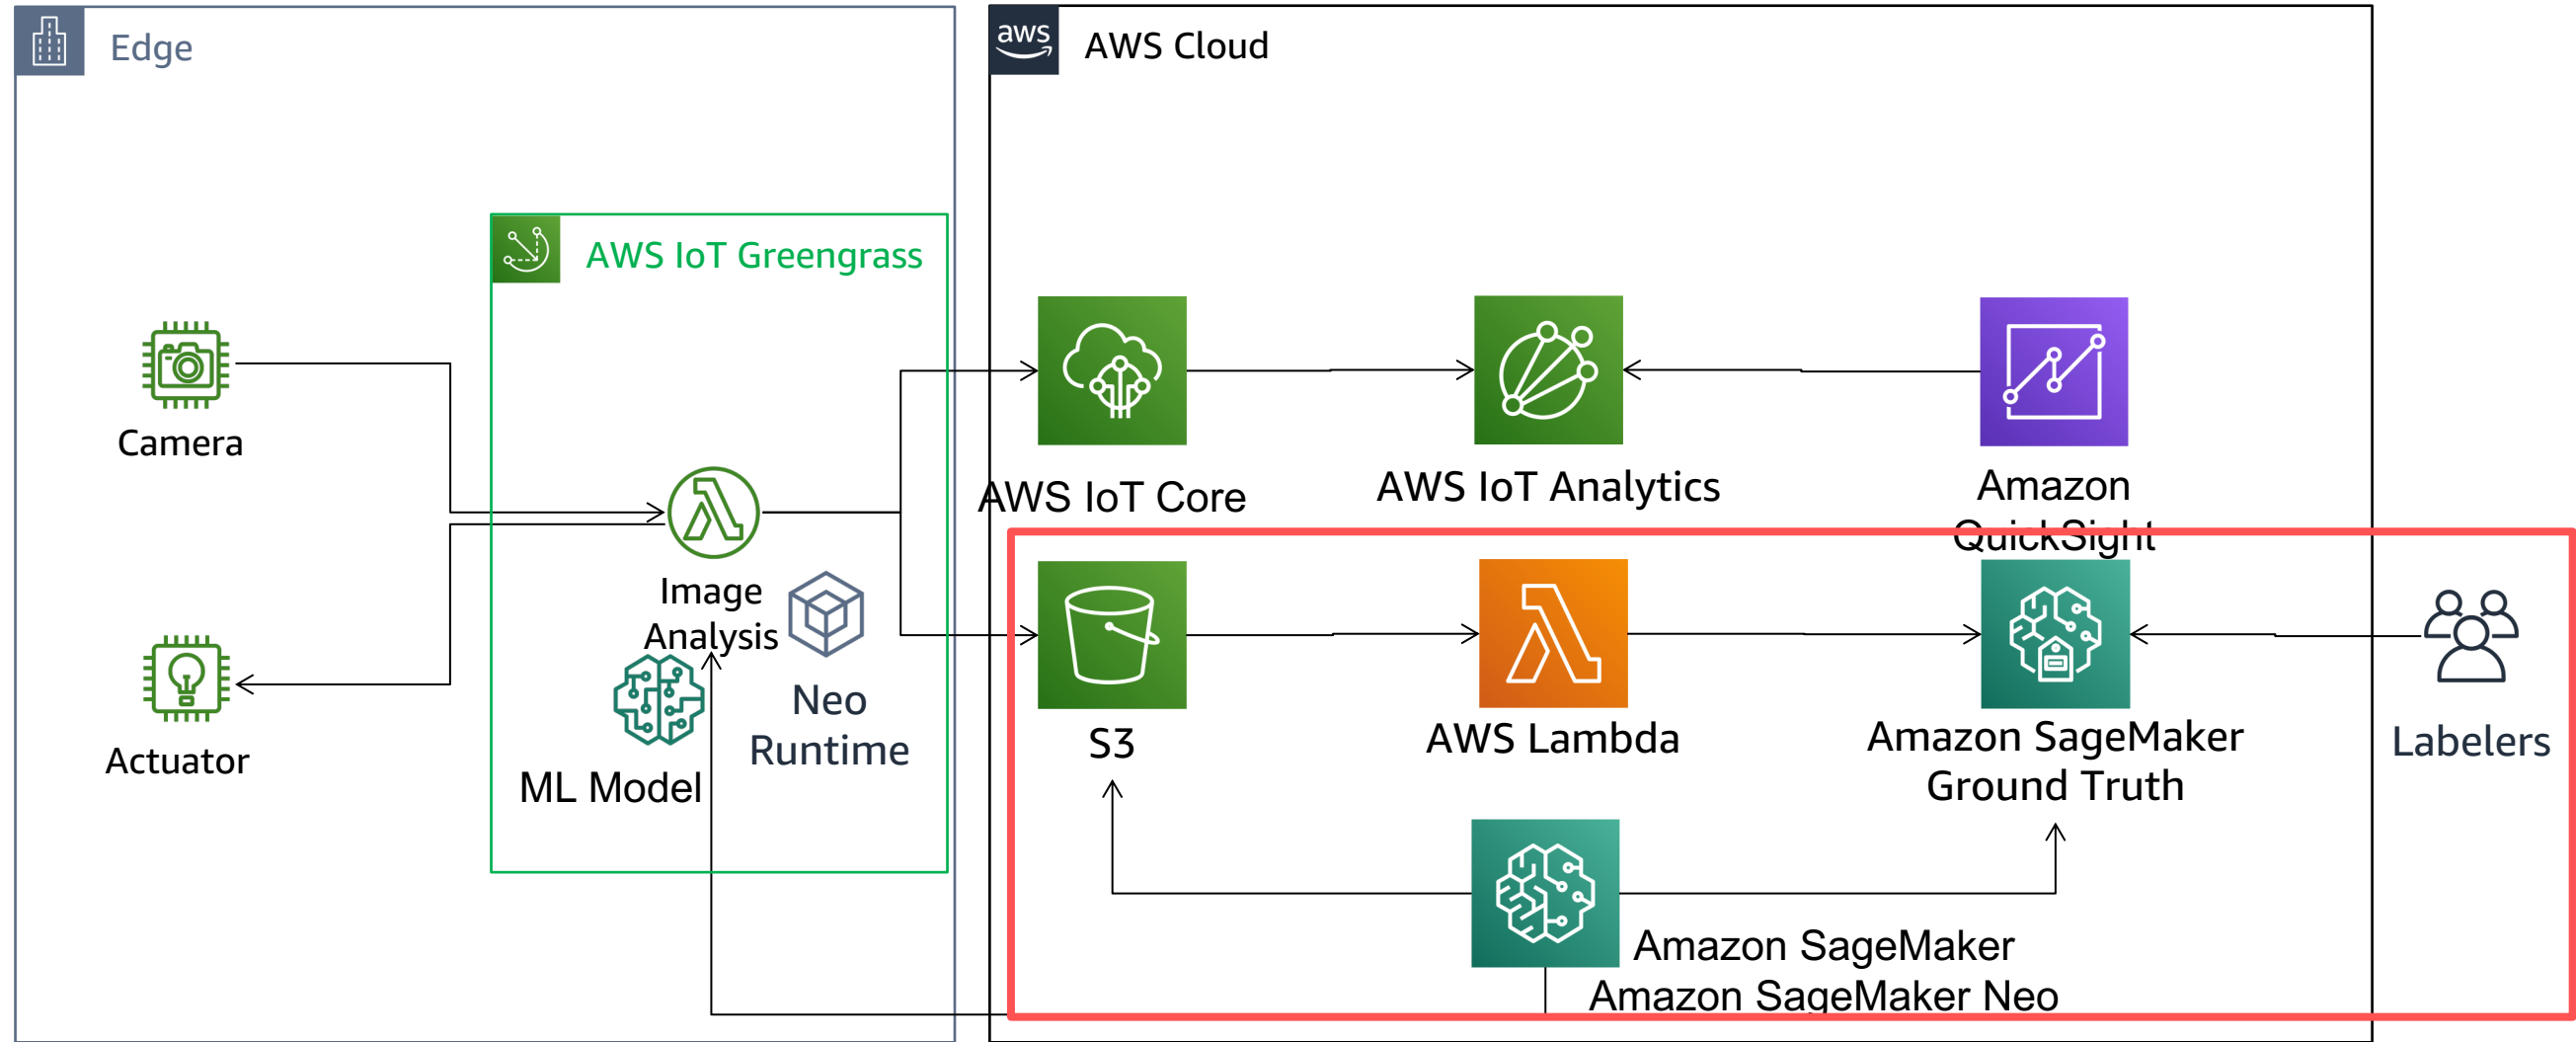 Edge
aws
AWS Cloud
AWS IoT Greengrass
Camera
AWS IoT Core
AWS IoT Analytics
Amazon
QuickSight
Image
Analysis
Neo
Runtime
ML Model
Actuator
S3
AWS Lambda
Amazon SageMaker
Ground Truth
Labelers
Amazon SageMaker
Amazon SageMaker Neo